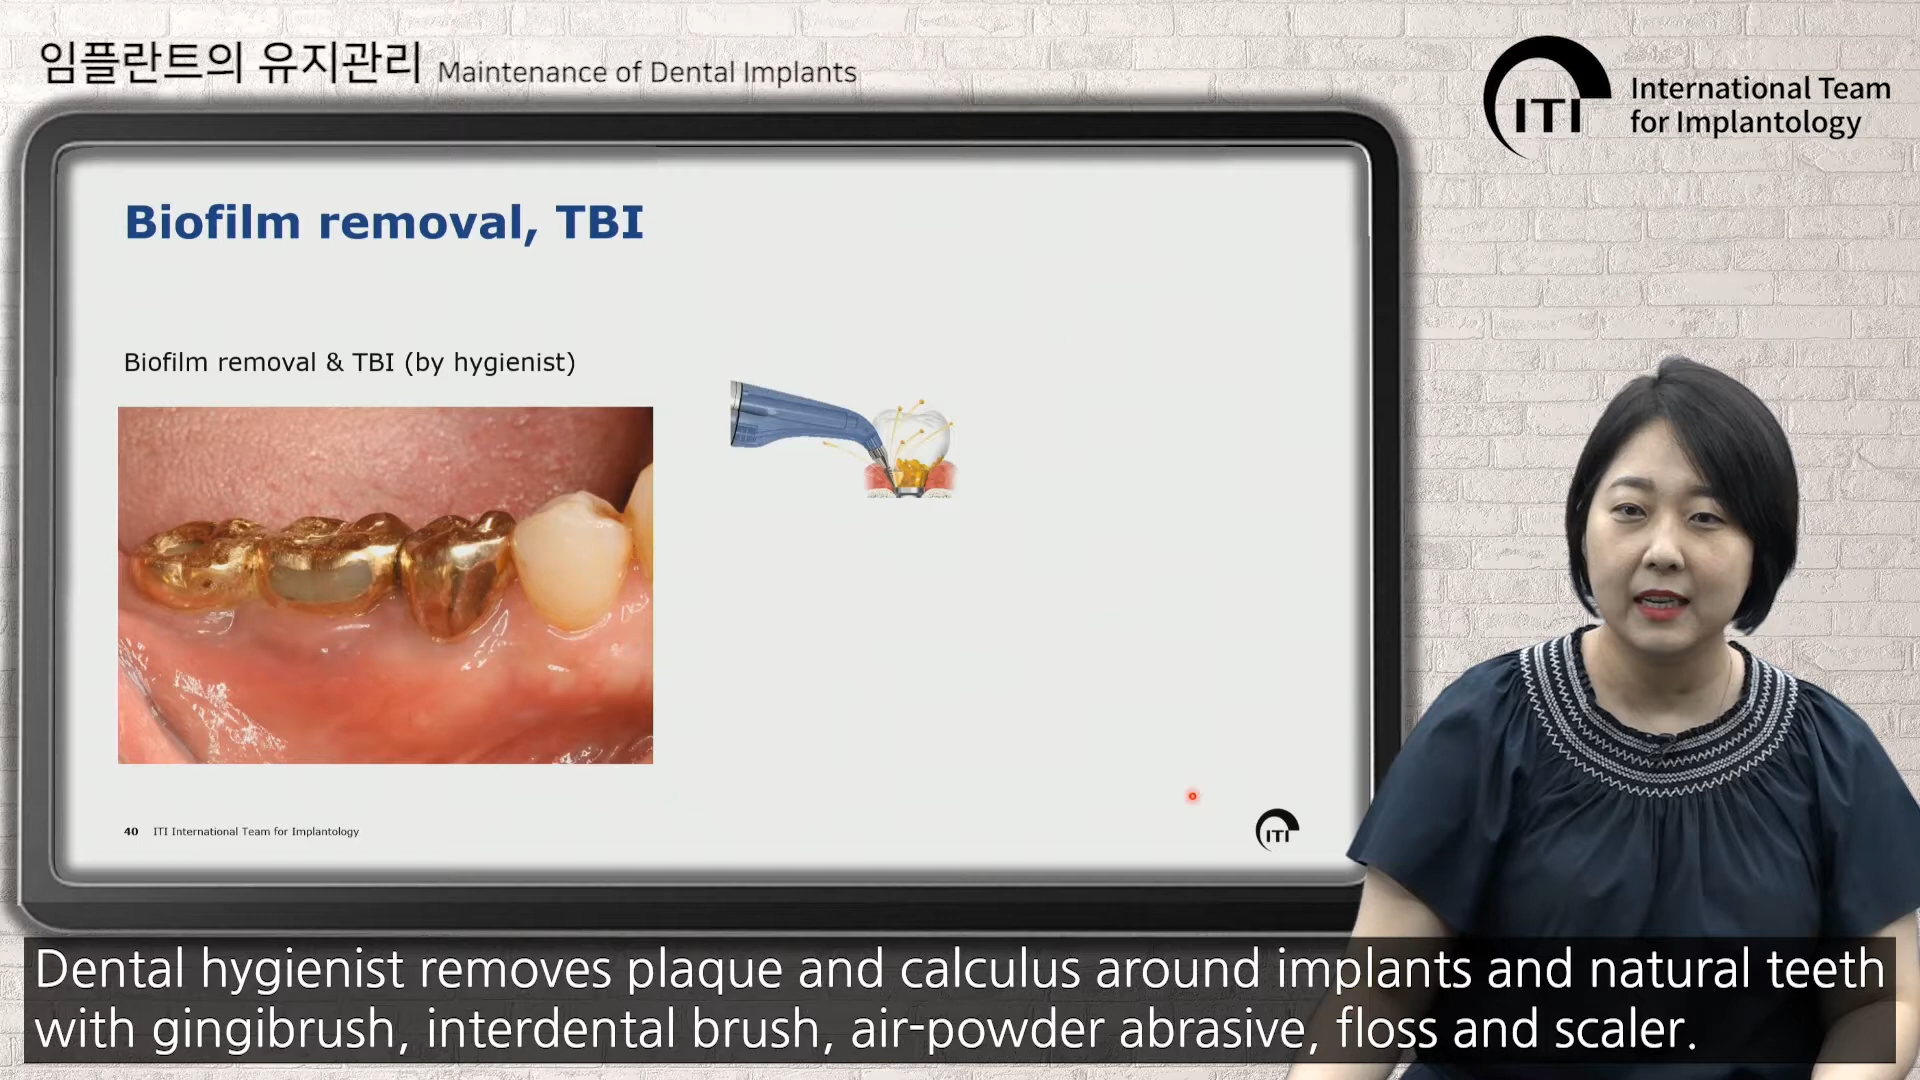 임플란트의 유지관리 Maintenance of Dental Implants
ITI
International Team
for Implantology
Biofilm removal, TBI
Biofilm removal & TBI (by hygienist)
40 ITI International Team for Implantology
ITI
Dental hygienist removes plaque and calculus around implants and natural teeth
with gingibrush, interdental brush, air-powder abrasive, floss and scaler.